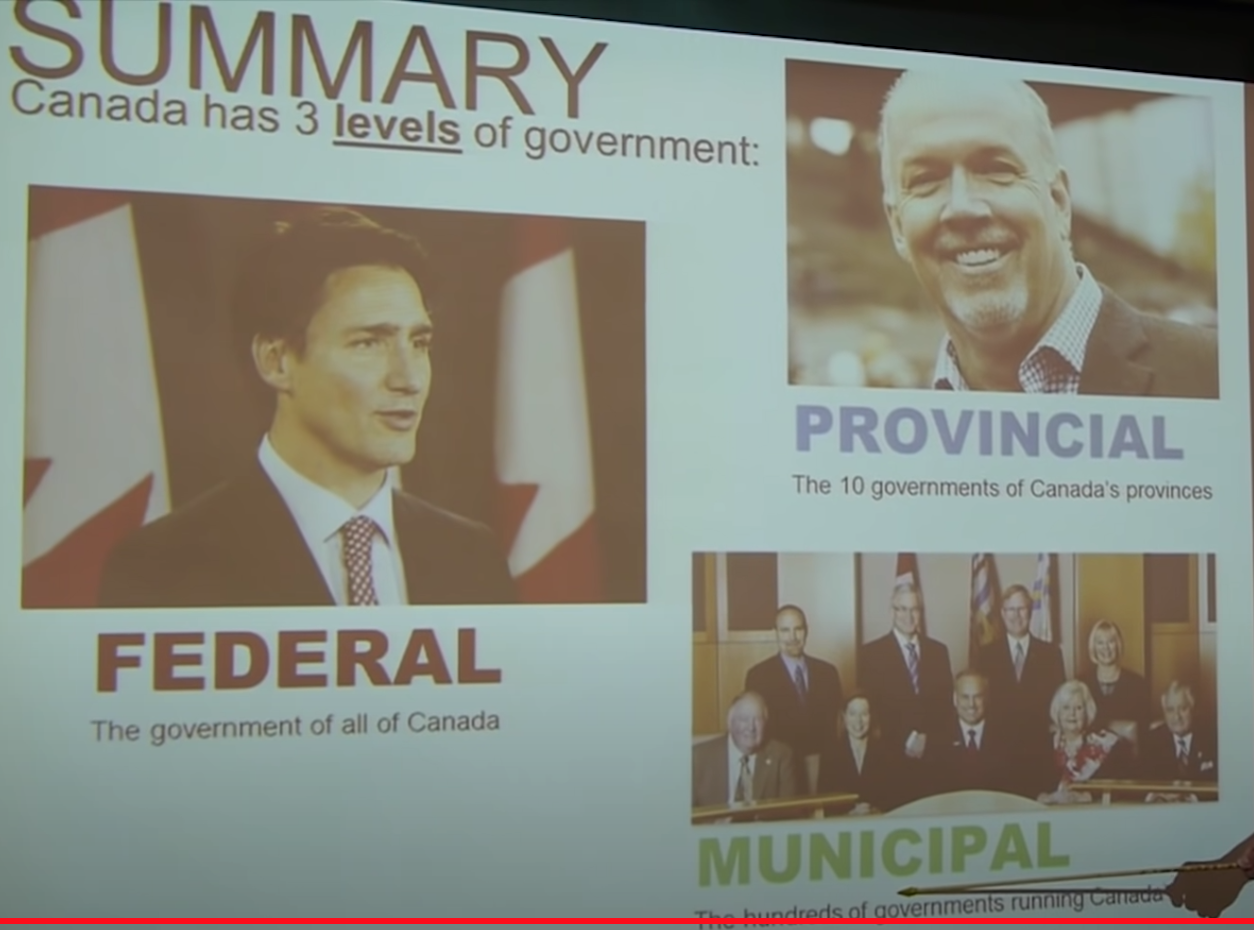 SUMMARY
Canada has 3 levels of government:
PROVINCIAL
The 10 governments of Canada's provinces
FEDERAL
The government of all of Canada
MUNICIPAL
The hundreds of governments running Canada'